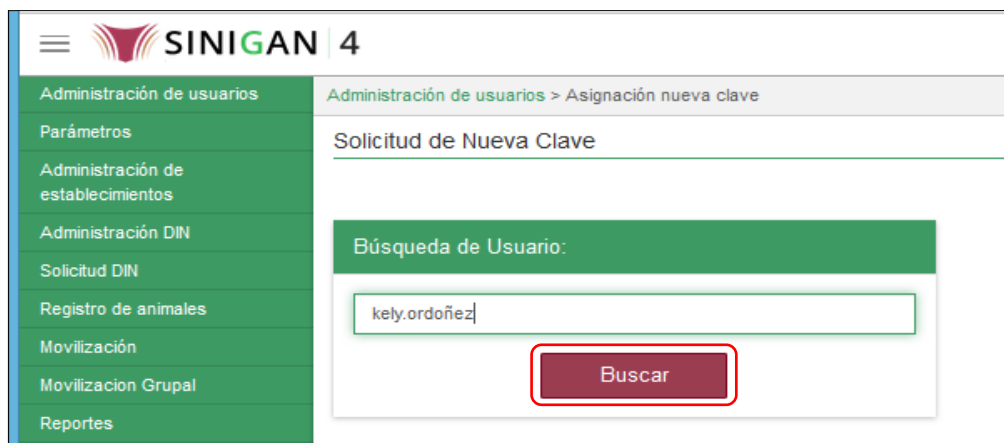 SINIGAN 4
Administración de usuarios
Parámetros
Administración de
establecimientos
Administración DIN
Solicitud DIN
Registro de animales
Movilización
Movilizacion Grupal
Reportes
Administración de usuarios > Asignación nueva clave
Solicitud de Nueva Clave
Búsqueda de Usuario:
kely.ordoñez
Buscar